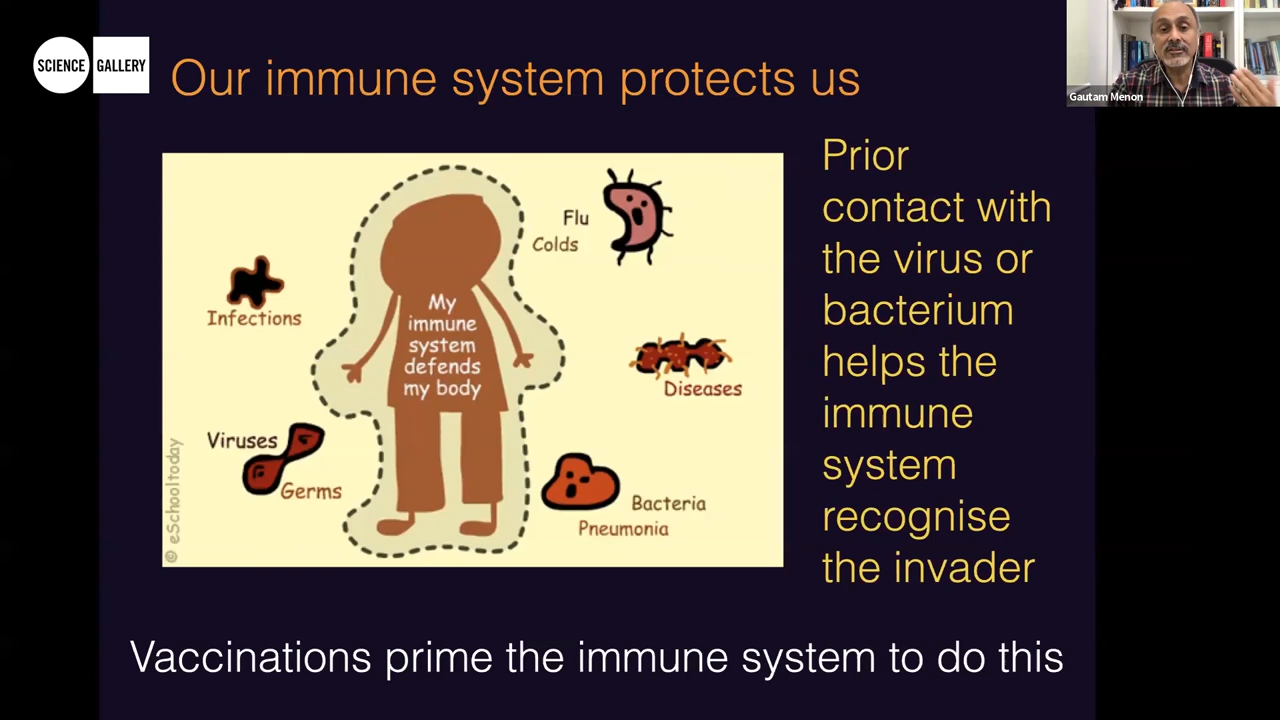 SCIENCE GALLERY
Our immune system protects us
Gautam Menon
Flu
Colds
Infections
My
immune
system
defends
my body
Diseases
Viruses
Germs
Bacteria
Pneumonia
© eSchooltoday
Prior
contact with
the virus or
bacterium
helps the
immune
system
recognise
the invader
Vaccinations prime the immune system to do this